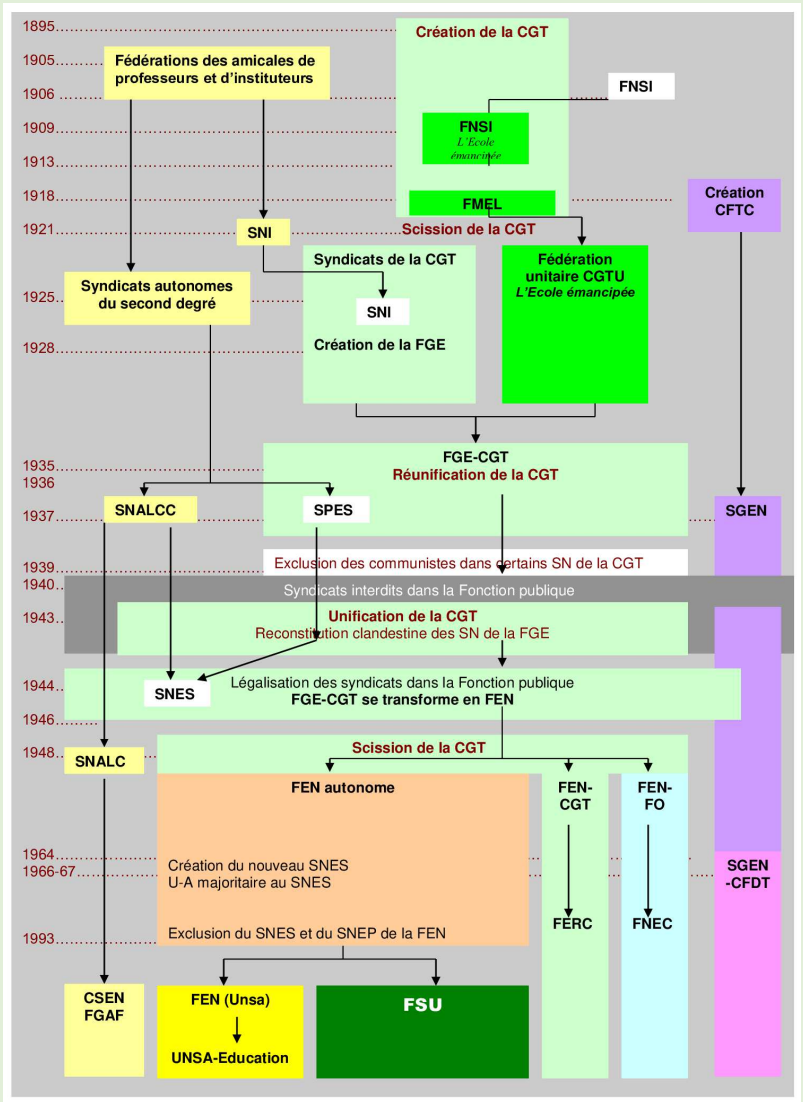 1895
Création de la CGT
1905
Fédérations des amicales de
professeurs et d'instituteurs
1906
FNSI
1909
FNSI
L'Ecole
émancipée
1913
1918
FMEL
Création
CFTC
1921
SNI
Scission de la CGT
Syndicats de la CGT
Fédération
unitaire CGTU
L'Ecole émancipée
Syndicats autonomes
du second degré
1925
SNI
1928
Création de la FGE
1935
FGE-CGT
Réunification de la CGT
1936
SNALCC
SPES
SGEN
1937
1939
Exclusion des communistes dans certains SN de la CGT
1940
Syndicats interdits dans la Fonction publique
1943
Unification de la CGT
Reconstitution clandestine des SN de la FGE
1944
SNES
Légalisation des syndicats dans la Fonction publique
FGE-CGT se transforme en FEN
1946
1948
SNALC
Scission de la CGT
FEN autonome
FEN-
CGT
FEN-
FO
1964
1966-67
Création du nouveau SNES
U-A majoritaire au SNES
SGEN
-CFDT
FERC
FNEC
1993
Exclusion du SNES et du SNEP de la FEN
CSEN
FGAF
FEN (Unsa)
UNSA-Education
FSU